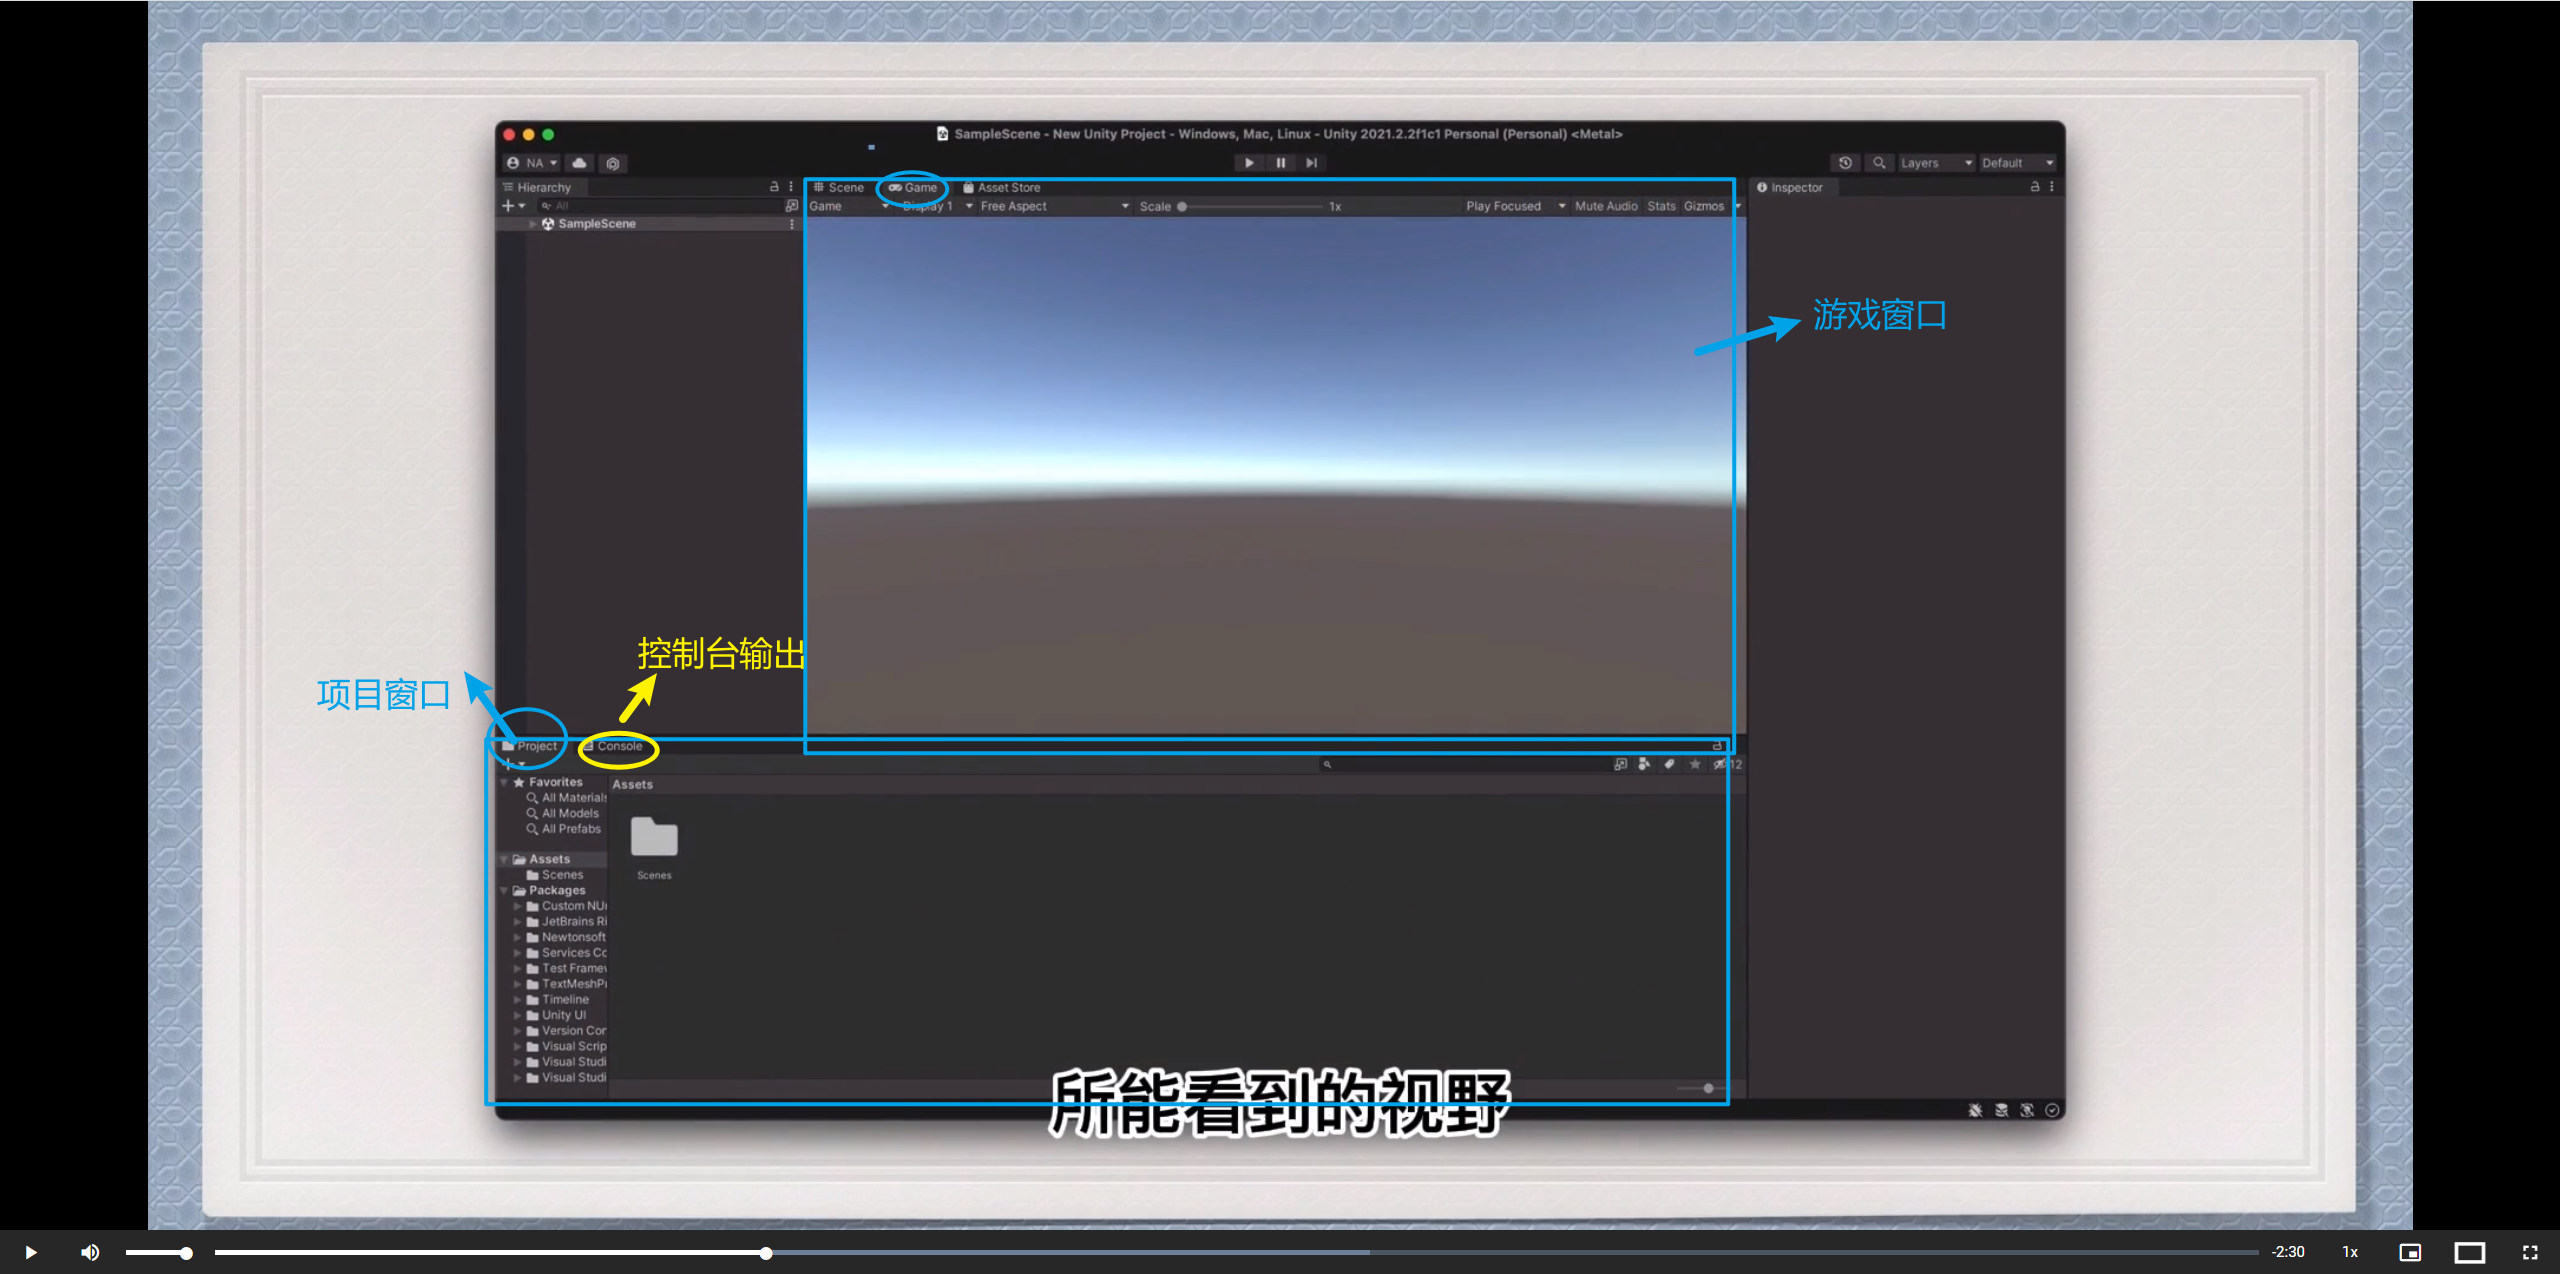 SampleScene - New Unity Project - Windows, Mac, Linux - Unity 2021.2.2f1c1 Personal (Personal) <Metal>
NA
Layers
Default
Hierarchy
Scene
Game
Asset Store
Inspector
All
Game
Display 1
Free Aspect
Scale
1x
Play Focused
Mute Audio
Stats
Gizmos
SampleScene
游戏窗口
控制台输出
项目窗口
Project
Console
12
Favorites
Assets
All Materials
All Models
All Prefabs
Assets
Scenes
Scenes
Packages
Custom NU
JetBrains Ri
Newtonsoft
Services Co
Test Framew
TextMeshPr
Timeline
Unity UI
Version Con
Visual Scrip
Visual Studi
Visual Studi
所能看到的视野
-2:30
1x